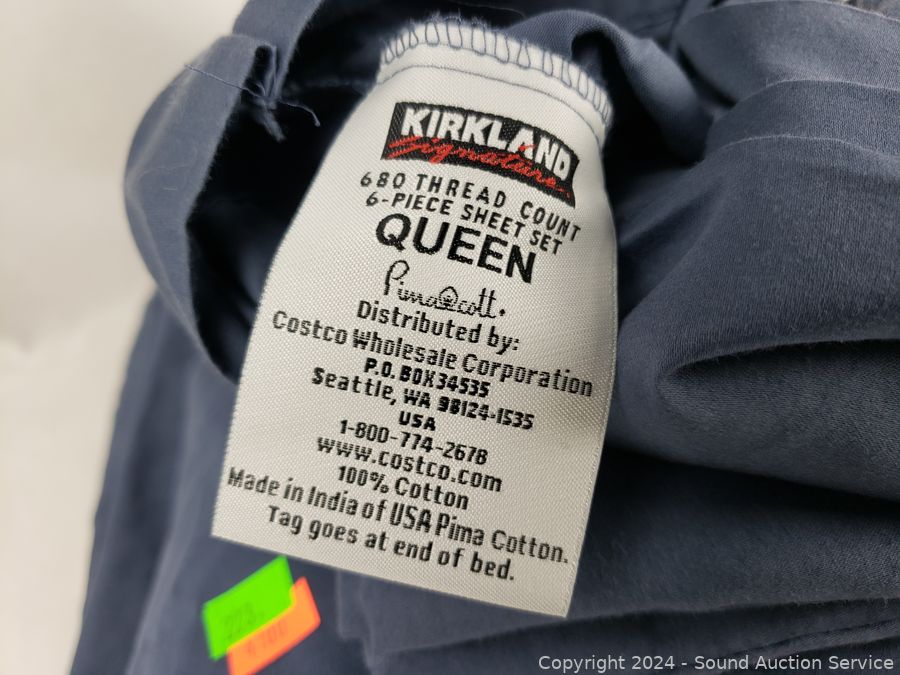 KIRKLAND
Signature
680 THREAD COUNT
6-PIECE SHEET SET
QUEEN
PimaCott.
Distributed by:
Costco Wholesale Corporation
P.O. BOX 34535
Seattle, WA 98124-1535
USA
1-800-774-2678
www.costco.com
100% Cotton
Made in India of USA Pima Cotton.
Tag goes at end of bed.
Copyright 2024 - Sound Auction Service